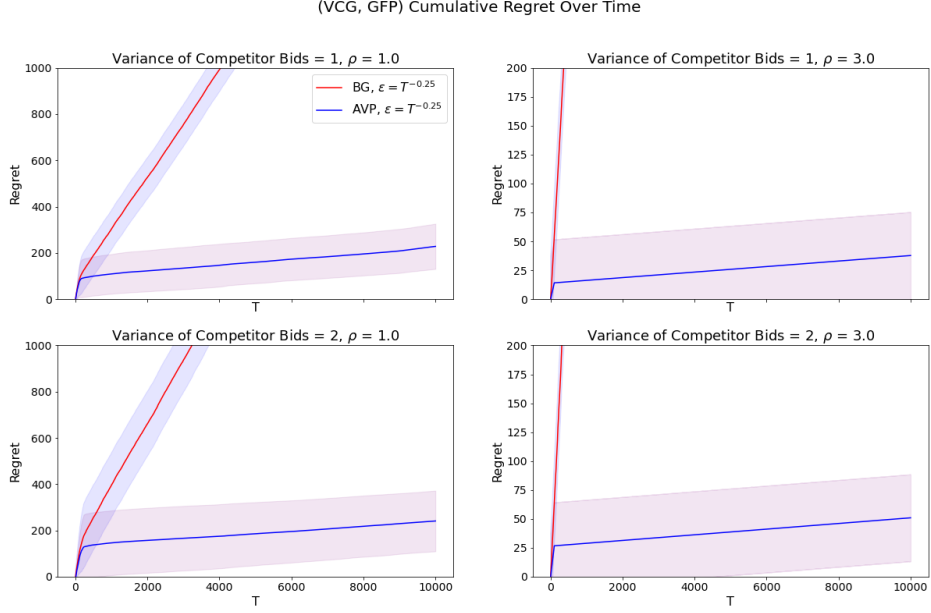 (VCG, GFP) Cumulative Regret Over Time
Variance of Competitor Bids = 1, ρ = 1.0
1000
800
600
400
200
0
Regret
T
BG, ε = T^{-0.25}
AVP, ε = T^{-0.25}
Variance of Competitor Bids = 1, ρ = 3.0
200
175
150
125
100
75
50
25
0
Regret
T
Variance of Competitor Bids = 2, ρ = 1.0
1000
800
600
400
200
0
Regret
0 2000 4000 6000 8000 10000
T
Variance of Competitor Bids = 2, ρ = 3.0
200
175
150
125
100
75
50
25
0
Regret
0 2000 4000 6000 8000 10000
T